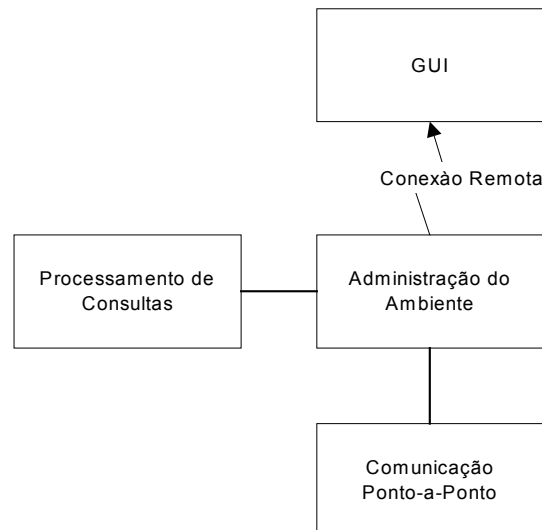 GUI
Conexào Remota
Processamento de
Consultas
Administração do
Ambiente
Comunicação
Ponto-a-Ponto